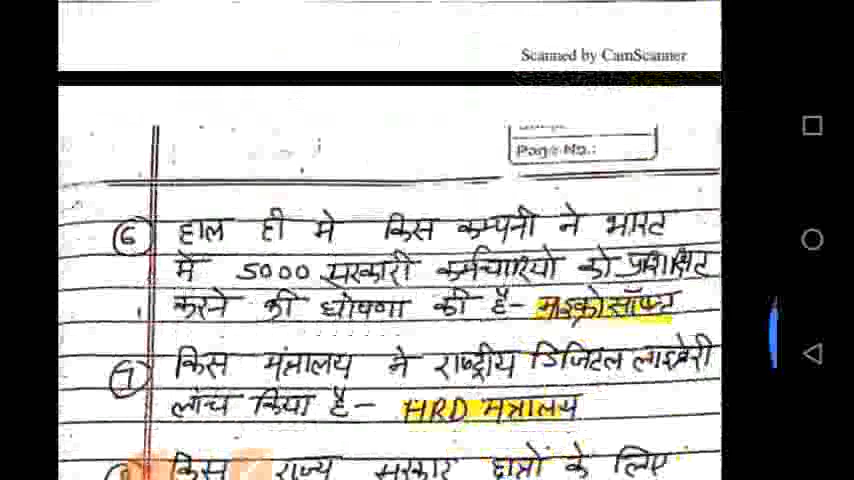 Scanned by CamScanner
Page No.:
6 हाल ही मे किस कम्पनी ने भारत
में 5000 सरकारी कर्मचारियो को प्रशिक्षित
करने की घोषणा की है- माइक्रोसॉफ्ट
7 किस मंत्रालय ने राष्ट्रीय डिजिटल लाइब्रेरी
लांच किया है- HRD मंत्रालय
किस राज्य सरकार छात्रों के लिए